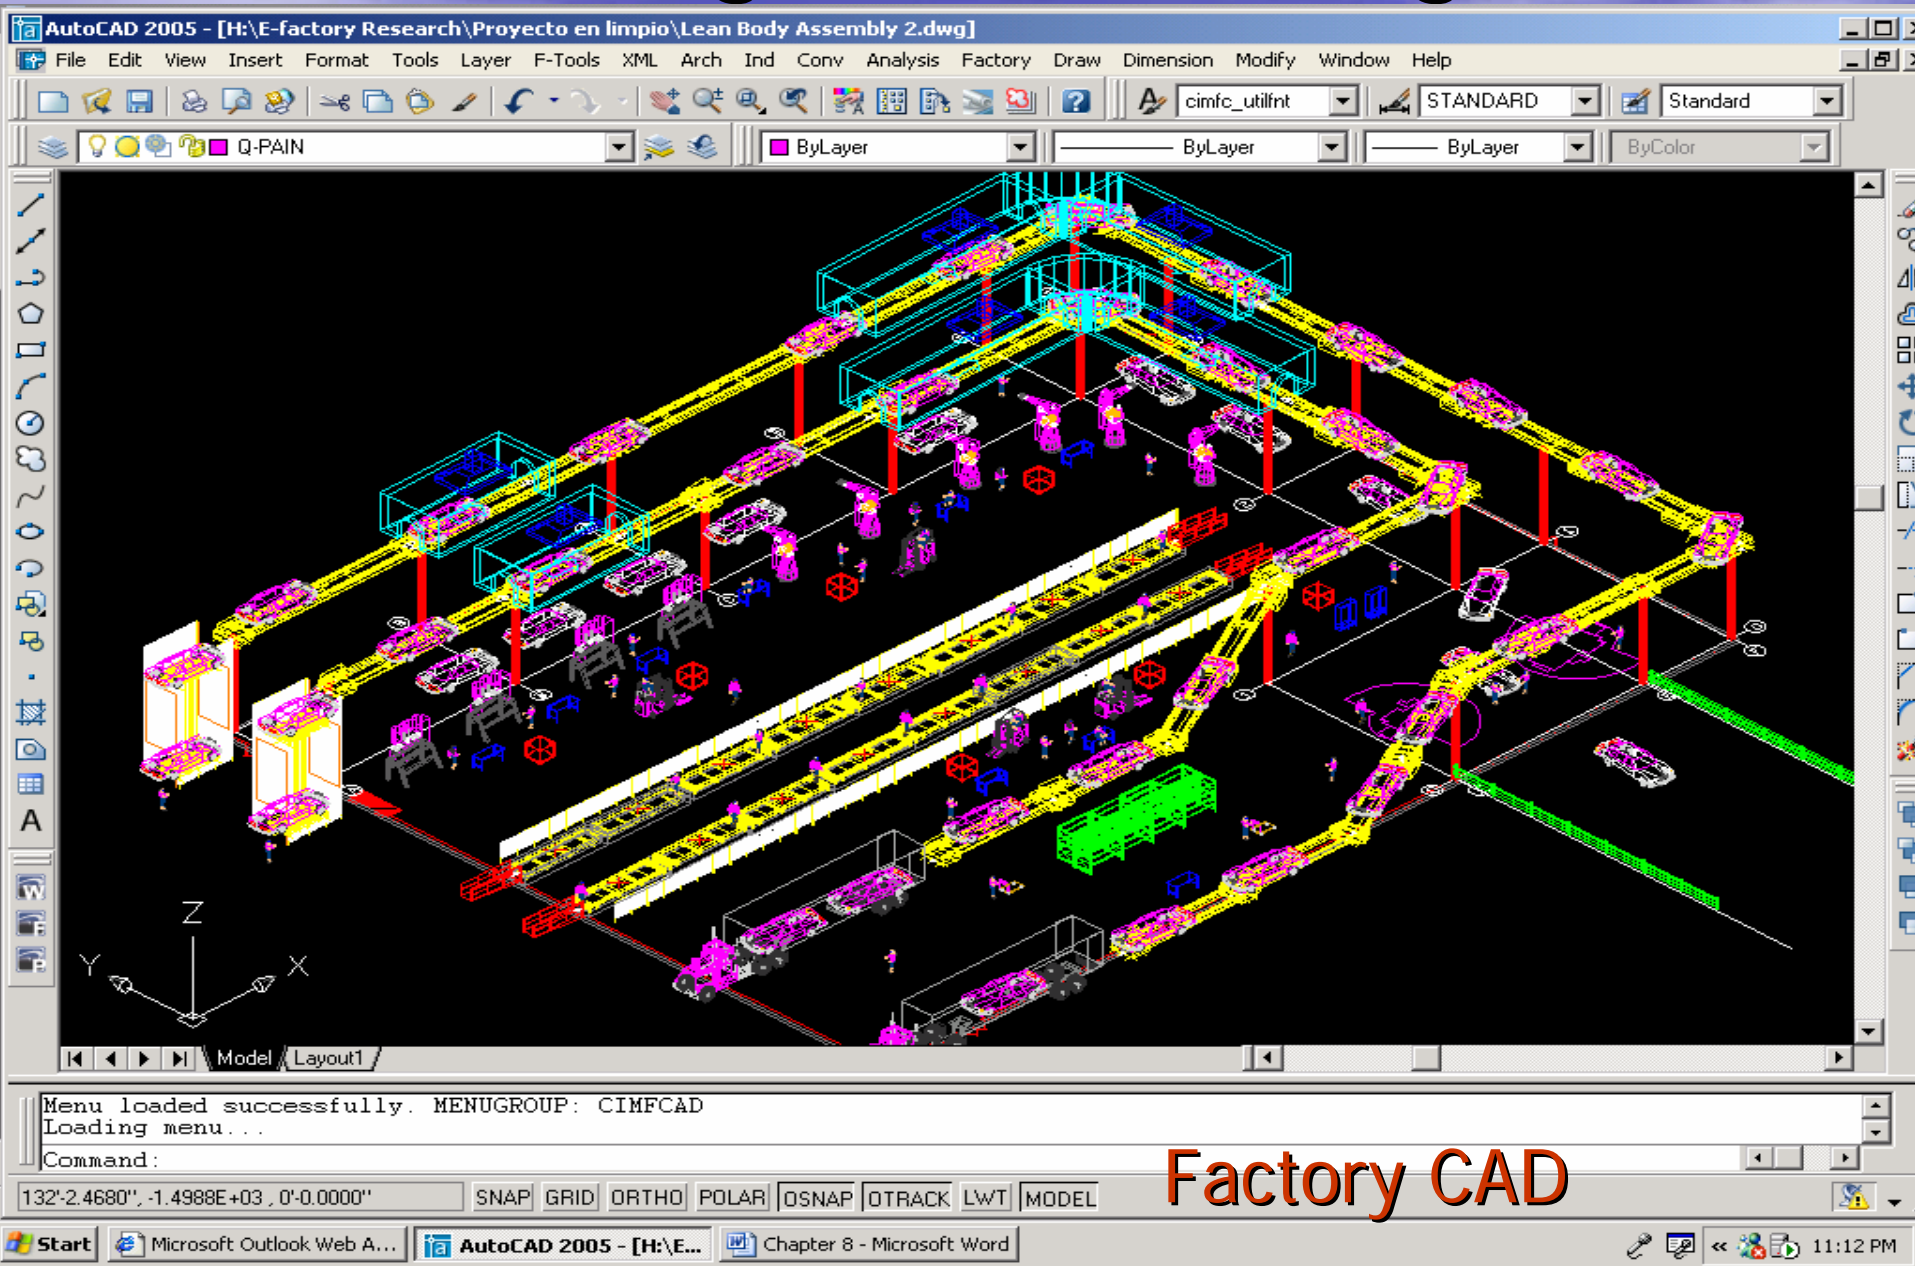 AutoCAD 2005 - [H:\E-factory Research\Proyecto en limpio\Lean Body Assembly 2.dwg]
File Edit View Insert Format Tools Layer F-Tools XML Arch Ind Conv Analysis Factory Draw Dimension Modify Window Help
cimfc_utilfnt STANDARD Standard
Q-PAIN ByLayer ByLayer ByLayer ByColor
Z
Y X
Model Layout1
Menu loaded successfully. MENUGROUP: CIMFCAD
Loading menu...
Command:
Factory CAD
132'-2.4680", -1.4988E+03 , 0'-0.0000" SNAP GRID ORTHO POLAR OSNAP OTRACK LWT MODEL
Start Microsoft Outlook Web A... AutoCAD 2005 - [H:\E... Chapter 8 - Microsoft Word 11:12 PM